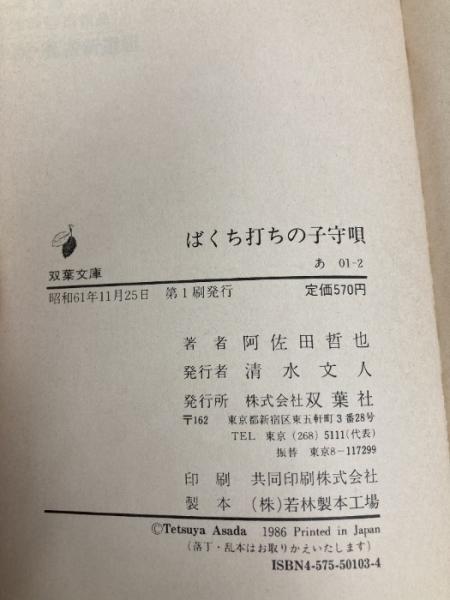 ばくち打ちの子守唄
双葉文庫
あ 01-2
昭和61年11月25日 第1刷発行 定価570円
著者 阿佐田哲也
発行者 清水文人
発行所 株式会社双葉社
〒162 東京都新宿区東五軒町3番28号
TEL 東京(268)5111(代表)
振替 東京8-117299
印刷 共同印刷株式会社
製本 (株)若林製本工場
©Tetsuya Asada 1986 Printed in Japan
(落丁・乱本はお取りかえいたします)
ISBN4-575-50103-4